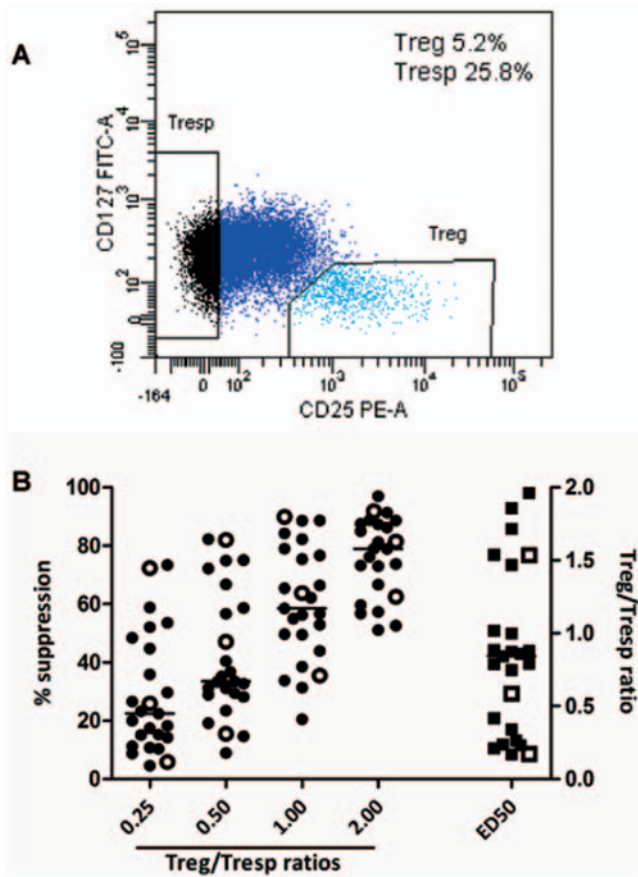 A
Treg 5.2%
Tresp 25.8%
Tresp
Treg
CD127 FITC-A
10^5
10^4
10^3
10^2
0
-100
-164
0
10^2
10^3
10^4
10^5
CD25 PE-A
B
% suppression
100
80
60
40
20
0
2.0
1.5
1.0
0.5
0.0
Treg/Tresp ratio
0.25
0.50
1.00
2.00
ED50
Treg/Tresp ratios